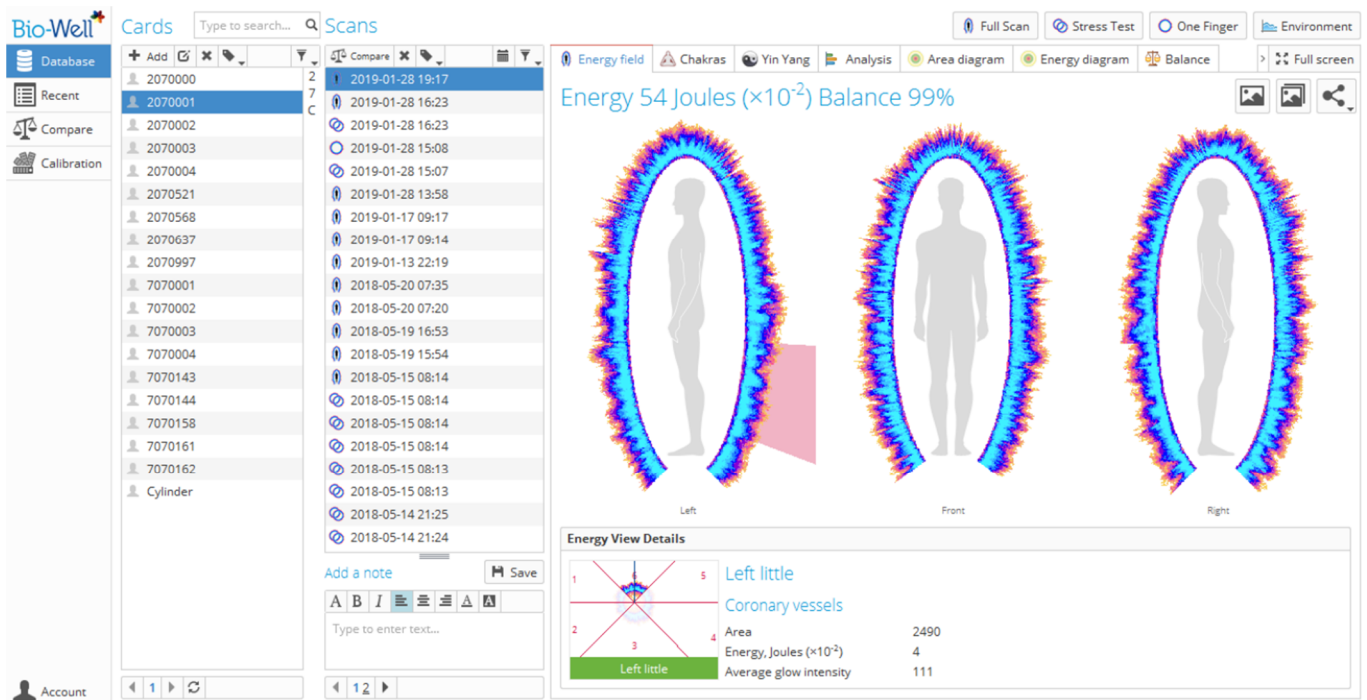 Bio-Well
Database
Recent
Compare
Calibration
Account
Cards
Type to search...
Add
2070000
2070001
2070002
2070003
2070004
2070521
2070568
2070637
2070997
7070001
7070002
7070003
7070004
7070143
7070144
7070158
7070161
7070162
Cylinder
2
7
C
1
Scans
Compare
2019-01-28 19:17
2019-01-28 16:23
2019-01-28 16:23
2019-01-28 15:08
2019-01-28 15:07
2019-01-28 13:58
2019-01-17 09:17
2019-01-17 09:14
2019-01-13 22:19
2018-05-20 07:35
2018-05-20 07:20
2018-05-19 16:53
2018-05-19 15:54
2018-05-15 08:14
2018-05-15 08:14
2018-05-15 08:14
2018-05-15 08:14
2018-05-15 08:13
2018-05-15 08:13
2018-05-14 21:25
2018-05-14 21:24
Add a note
Save
A B I A A
Type to enter text...
1 2
Full Scan
Stress Test
One Finger
Environment
Energy field
Chakras
Yin Yang
Analysis
Area diagram
Energy diagram
Balance
>
Full screen
Energy 54 Joules (×10⁻²) Balance 99%
Left
Front
Right
Energy View Details
1 6 5
2 3 4
Left little
Left little
Coronary vessels
Area 2490
Energy, Joules (×10⁻²) 4
Average glow intensity 111